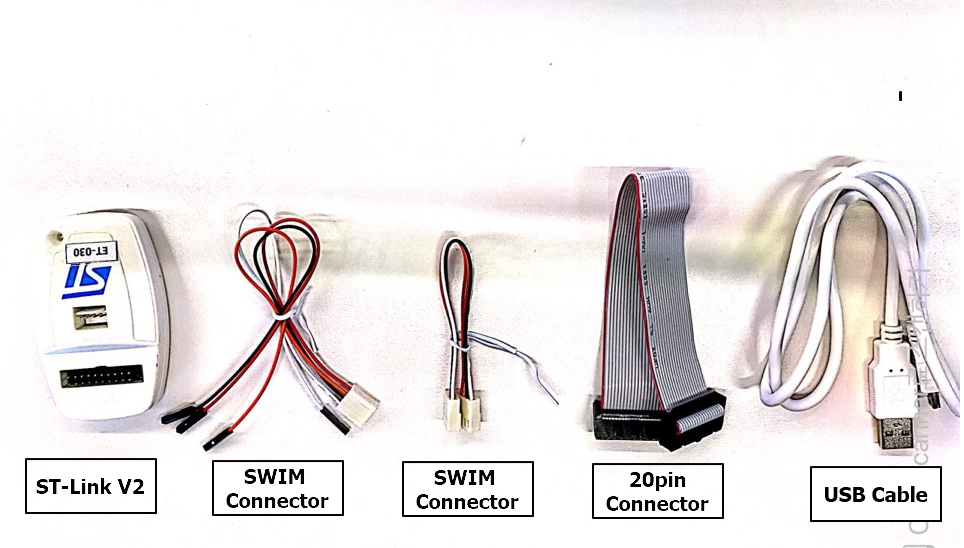 ET-030
ST
ST-Link V2
SWIM
Connector
SWIM
Connector
20pin
Connector
USB Cable